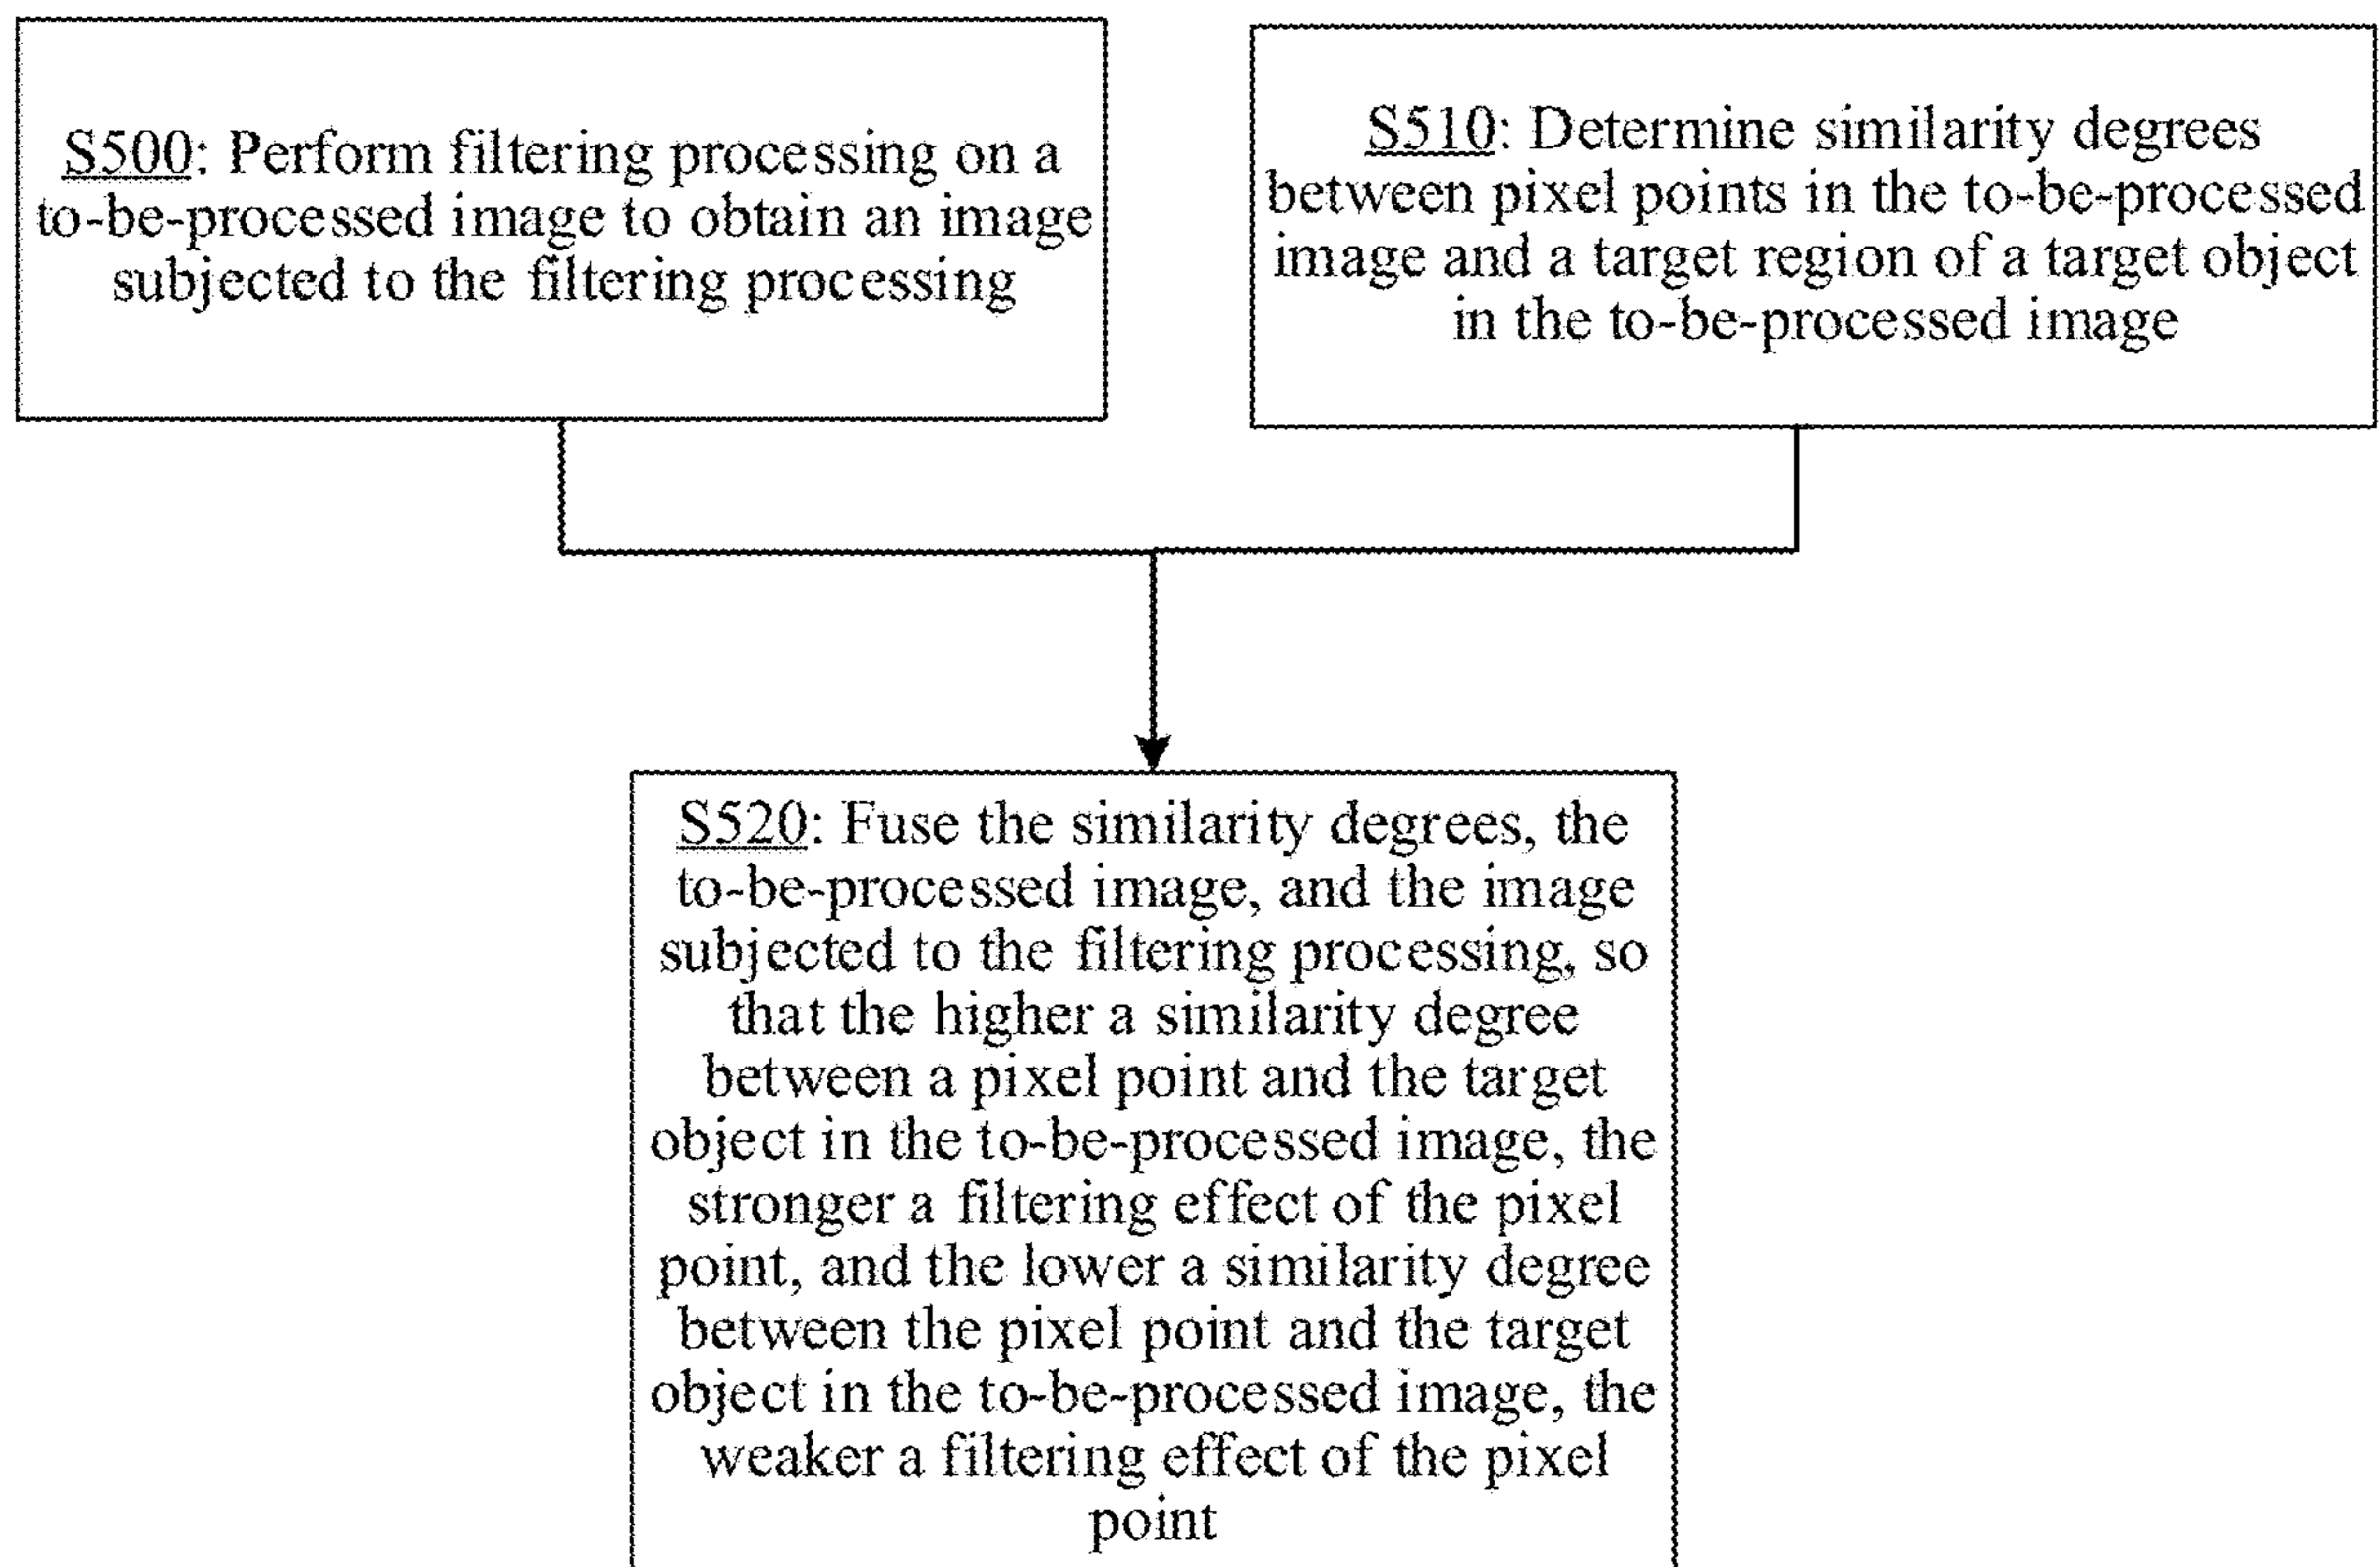 S500: Perform filtering processing on a
to-be-processed image to obtain an image
subjected to the filtering processing
S510: Determine similarity degrees
between pixel points in the to-be-processed
image and a target region of a target object
in the to-be-processed image
S520: Fuse the similarity degrees, the
to-be-processed image, and the image
subjected to the filtering processing, so
that the higher a similarity degree
between a pixel point and the target
object in the to-be-processed image, the
stronger a filtering effect of the pixel
point, and the lower a similarity degree
between the pixel point and the target
object in the to-be-processed image, the
weaker a filtering effect of the pixel
point